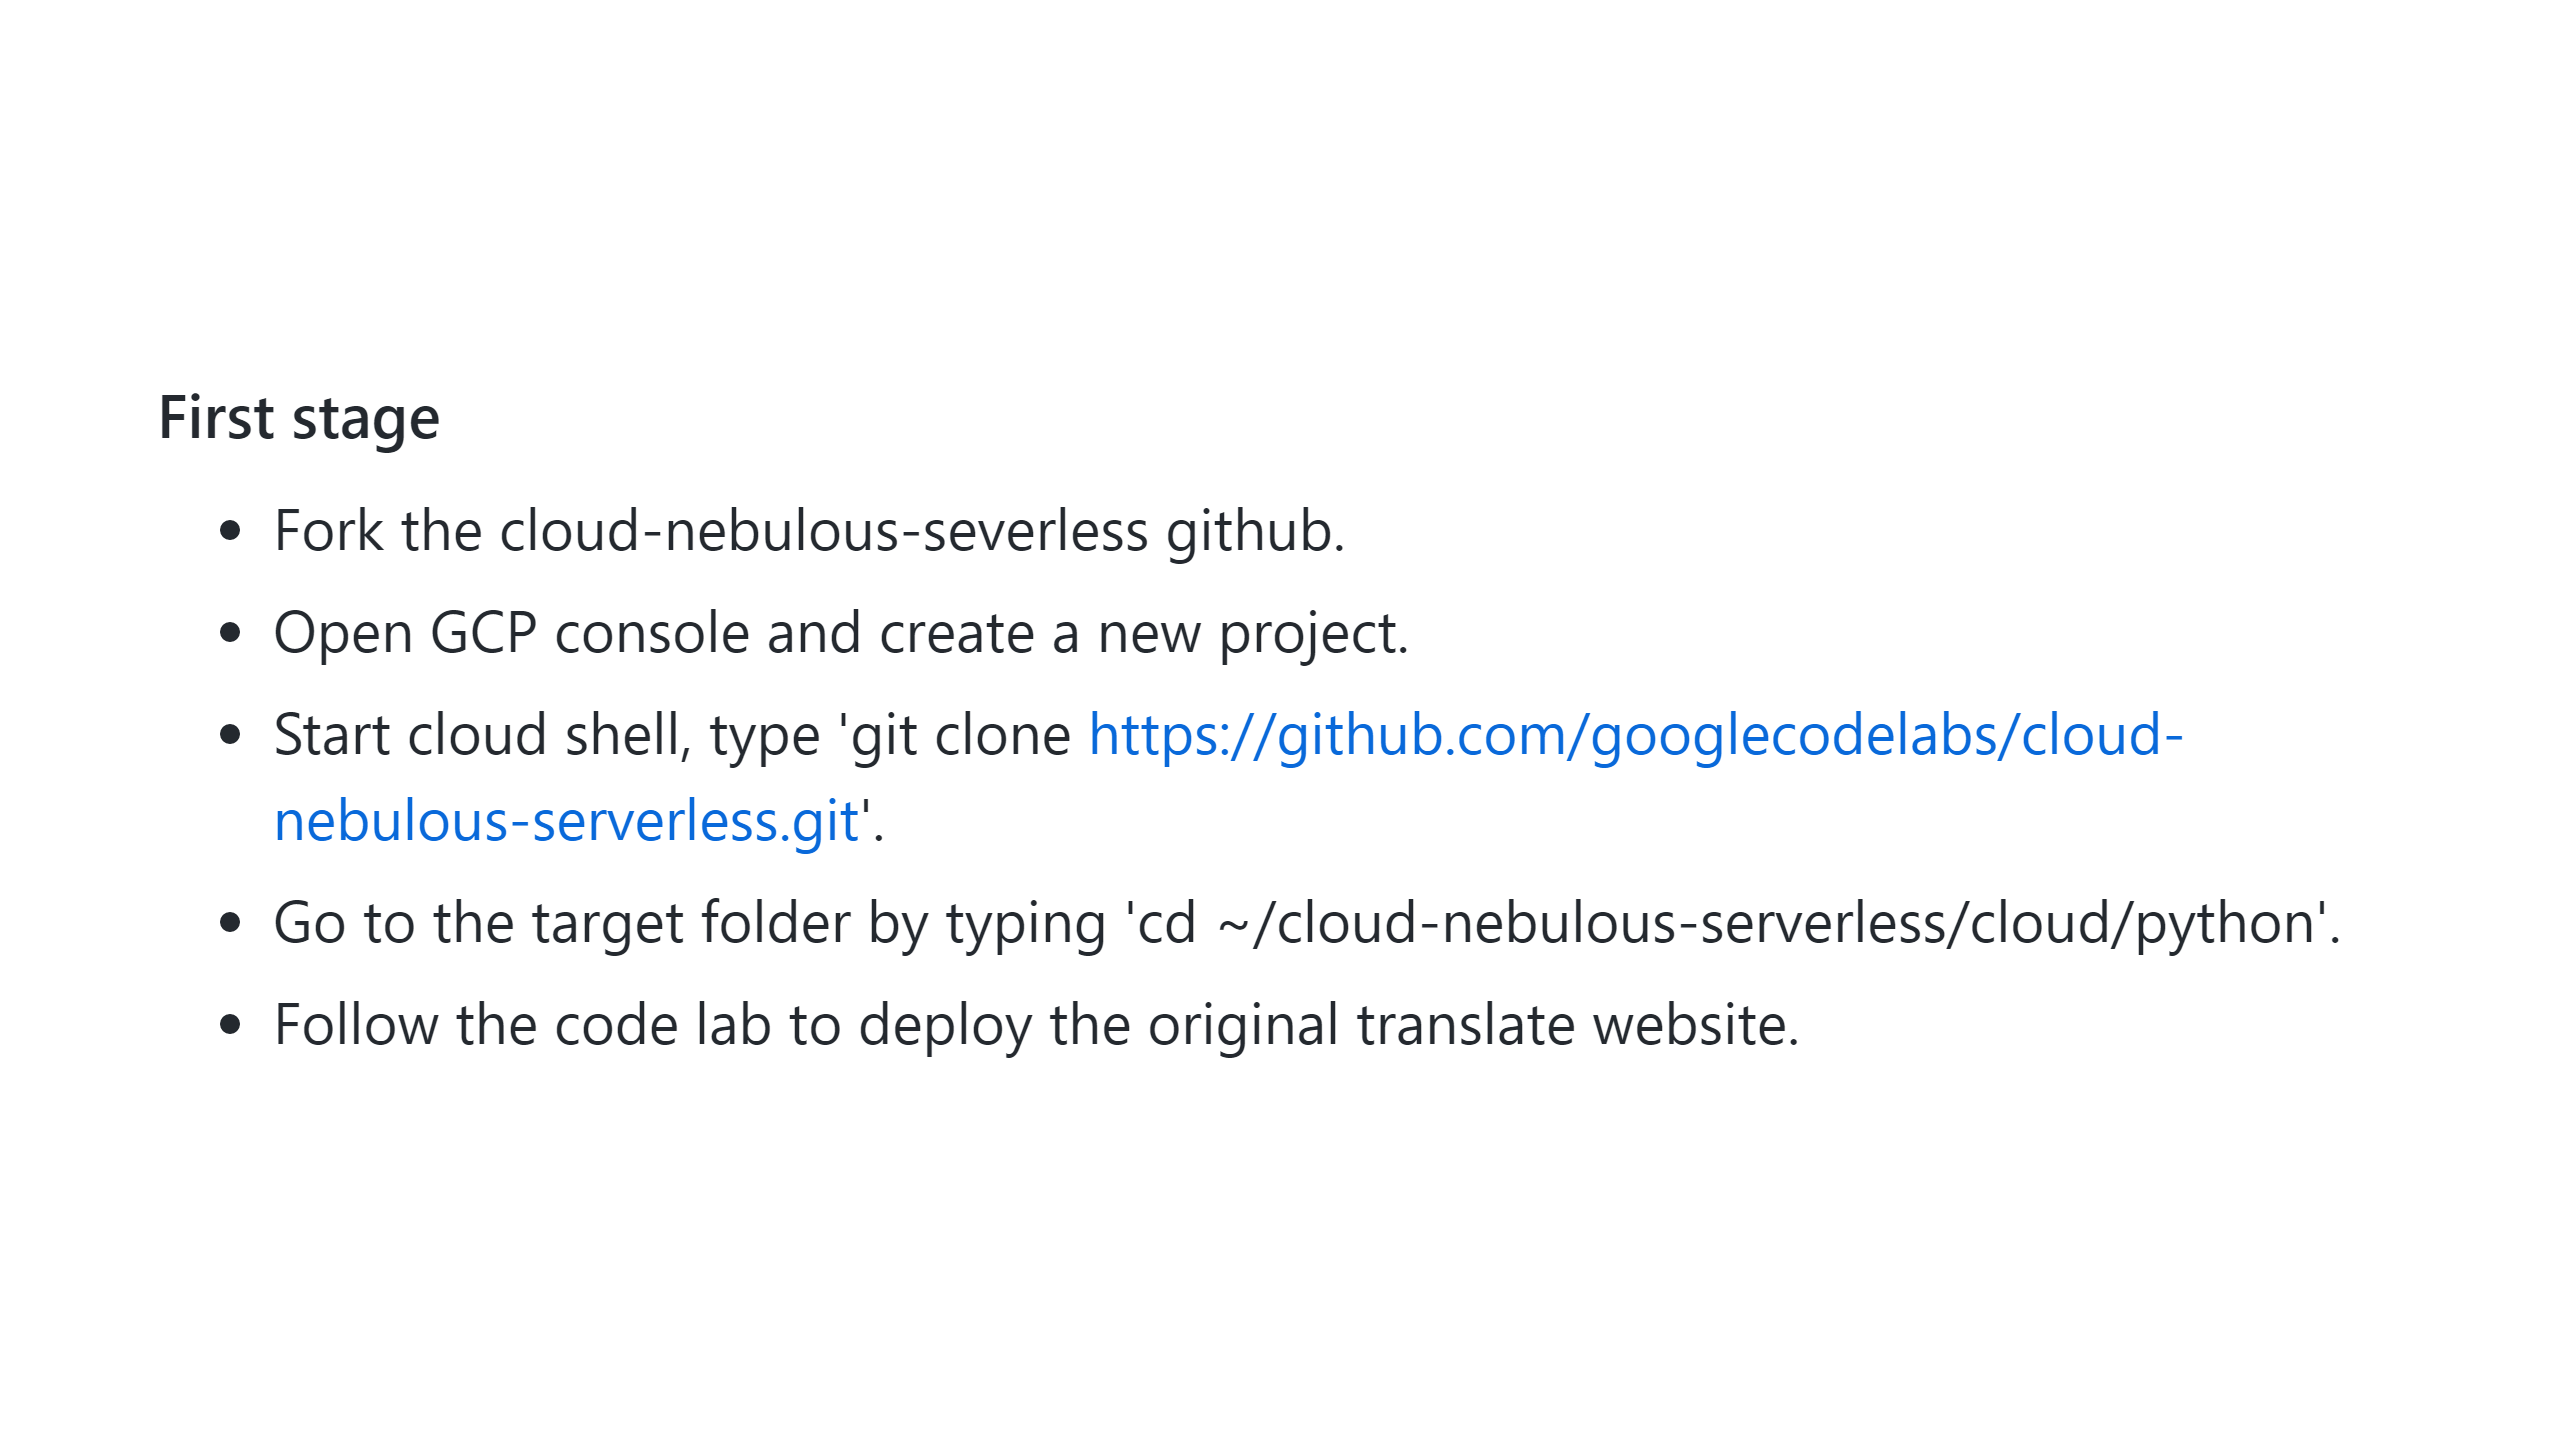 First stage
• Fork the cloud-nebulous-severless github.
• Open GCP console and create a new project.
• Start cloud shell, type 'git clone https://github.com/googlecodelabs/cloud-
nebulous-serverless.git'.
• Go to the target folder by typing 'cd ~/cloud-nebulous-serverless/cloud/python'.
• Follow the code lab to deploy the original translate website.